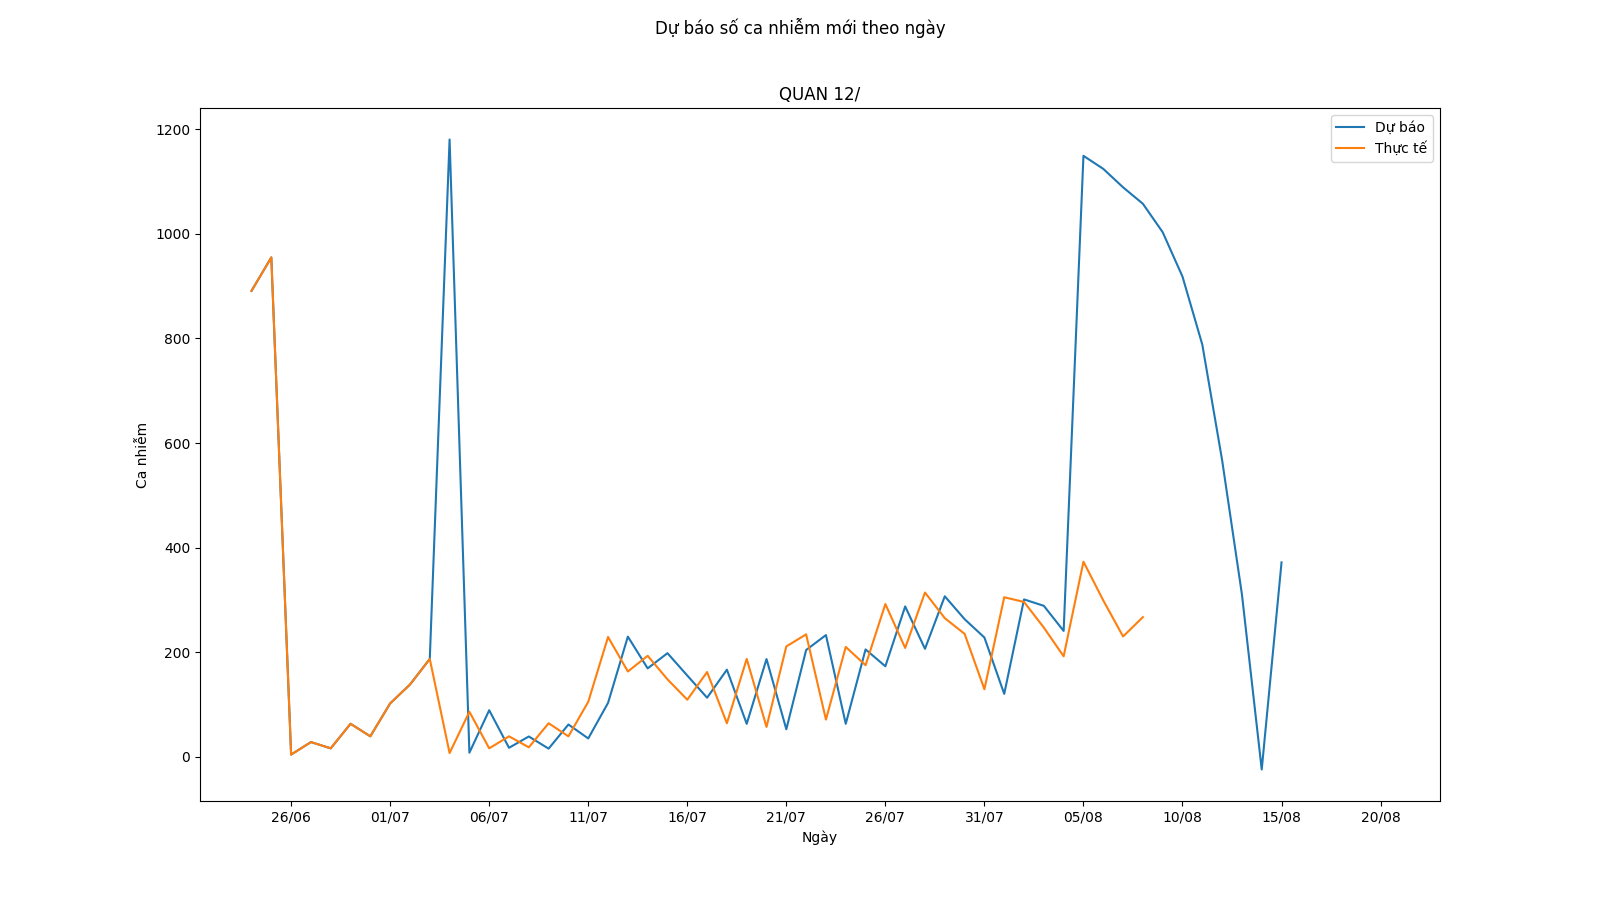 Dự báo số ca nhiễm mới theo ngày
QUAN 12/
1200
1000
800
600
400
200
0
Ca nhiễm
Dự báo
Thực tế
26/06 01/07 06/07 11/07 16/07 21/07 26/07 31/07 05/08 10/08 15/08 20/08
Ngày